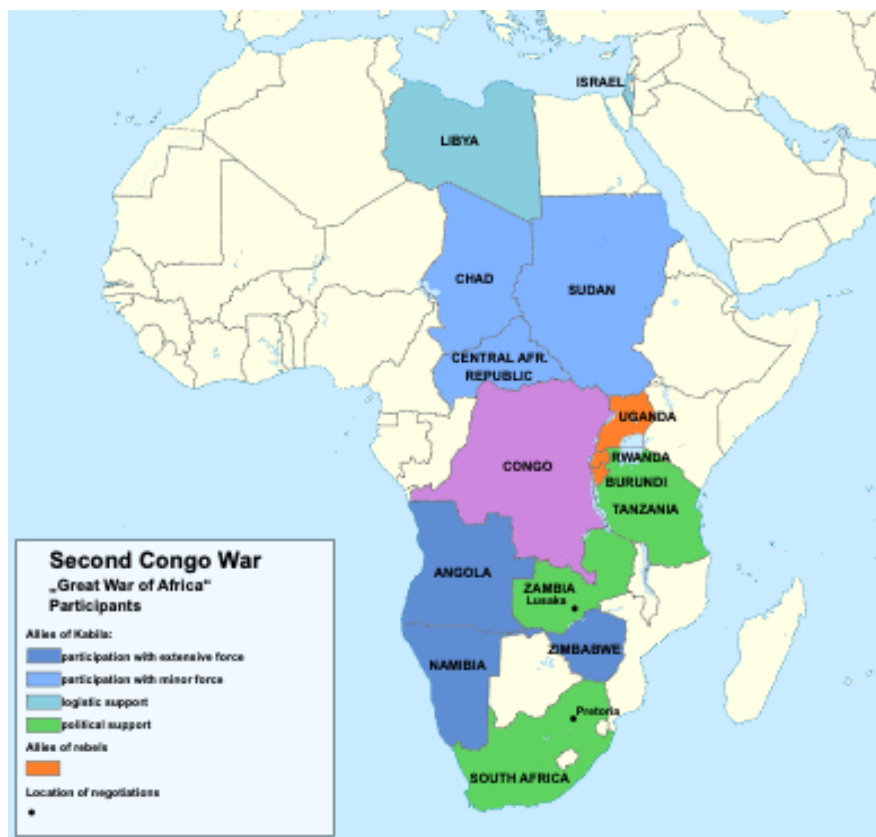 ISRAEL
LIBYA
CHAD
SUDAN
CENTRAL AFR.
REPUBLIC
UGANDA
CONGO
RWANDA
BURUNDI
TANZANIA
ANGOLA
ZAMBIA
Lusaka
NAMIBIA
ZIMBABWE
Pretoria
SOUTH AFRICA
Second Congo War
„Great War of Africa“
Participants
Allies of Kabila:
participation with extensive force
participation with minor force
logistic support
political support
Allies of rebels
Location of negotiations